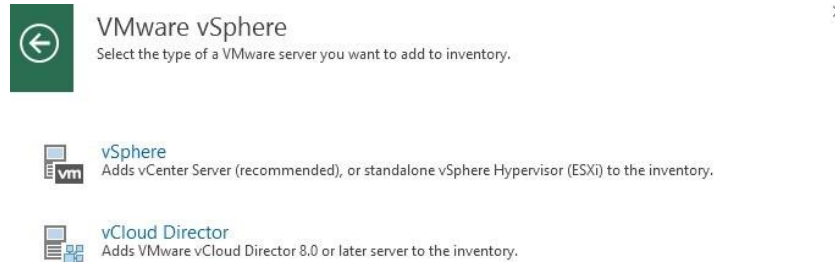 VMware vSphere
Select the type of a VMware server you want to add to inventory.
vSphere
vm
Adds vCenter Server (recommended), or standalone vSphere Hypervisor (ESXi) to the inventory.
vCloud Director
Adds VMware vCloud Director 8.0 or later server to the inventory.